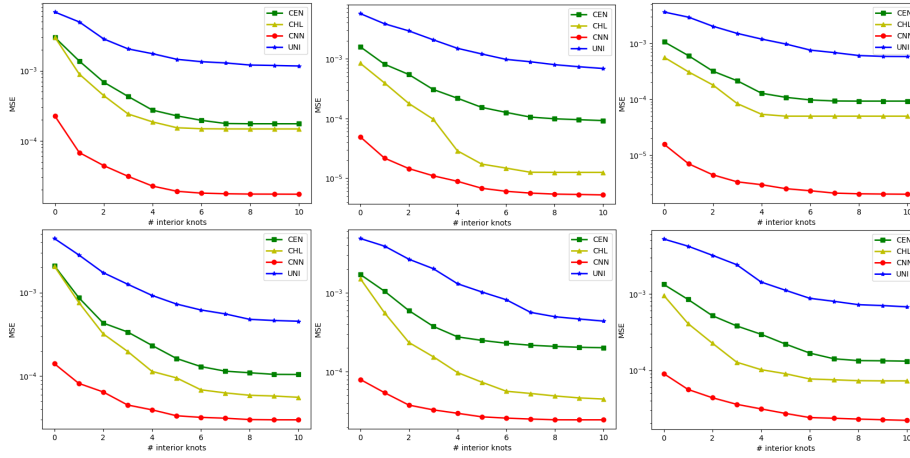 CEN
CHL
CNN
UNI
MSE
10⁻³
10⁻⁴
0 2 4 6 8 10
# interior knots
CEN
CHL
CNN
UNI
MSE
10⁻³
10⁻⁴
10⁻⁵
0 2 4 6 8 10
# interior knots
CEN
CHL
CNN
UNI
MSE
10⁻³
10⁻⁴
10⁻⁵
0 2 4 6 8 10
# interior knots
CEN
CHL
CNN
UNI
MSE
10⁻³
10⁻⁴
0 2 4 6 8 10
# interior knots
CEN
CHL
CNN
UNI
MSE
10⁻³
10⁻⁴
0 2 4 6 8 10
# interior knots
CEN
CHL
CNN
UNI
MSE
10⁻³
10⁻⁴
0 2 4 6 8 10
# interior knots